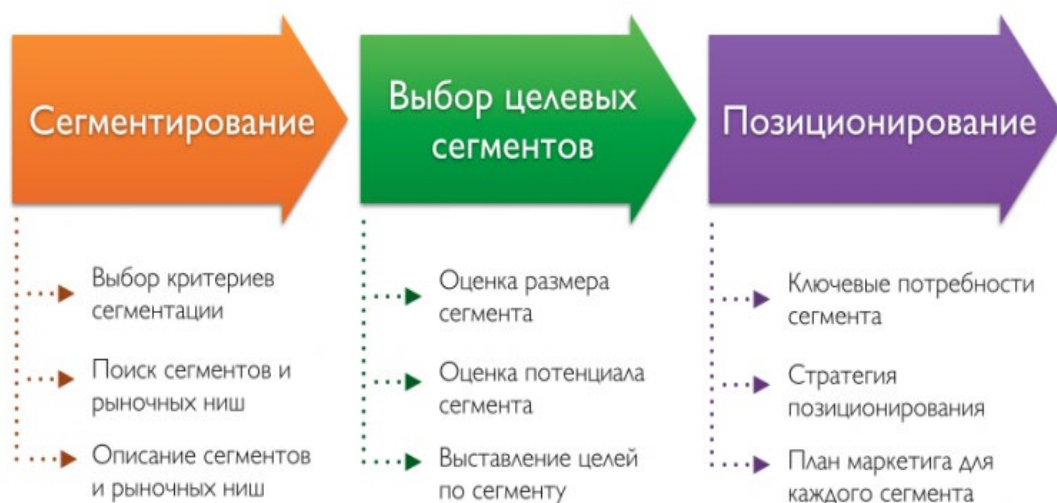 Сегментирование
Выбор критериев
сегментации
Поиск сегментов и
рыночных ниш
Описание сегментов
и рыночных ниш
Выбор целевых
сегментов
Оценка размера
сегмента
Оценка потенциала
сегмента
Выставление целей
по сегменту
Позиционирование
Ключевые потребности
сегмента
Стратегия
позиционирования
План маркетига для
каждого сегмента